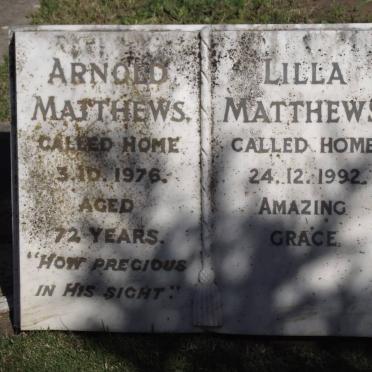 ARNOLD
MATTHEWS.
CALLED HOME
3.10.1976.
AGED
72 YEARS.
"HOW PRECIOUS
IN HIS SIGHT".
LILLA
MATTHEWS
CALLED HOME
24.12.1992.
AMAZING
GRACE.